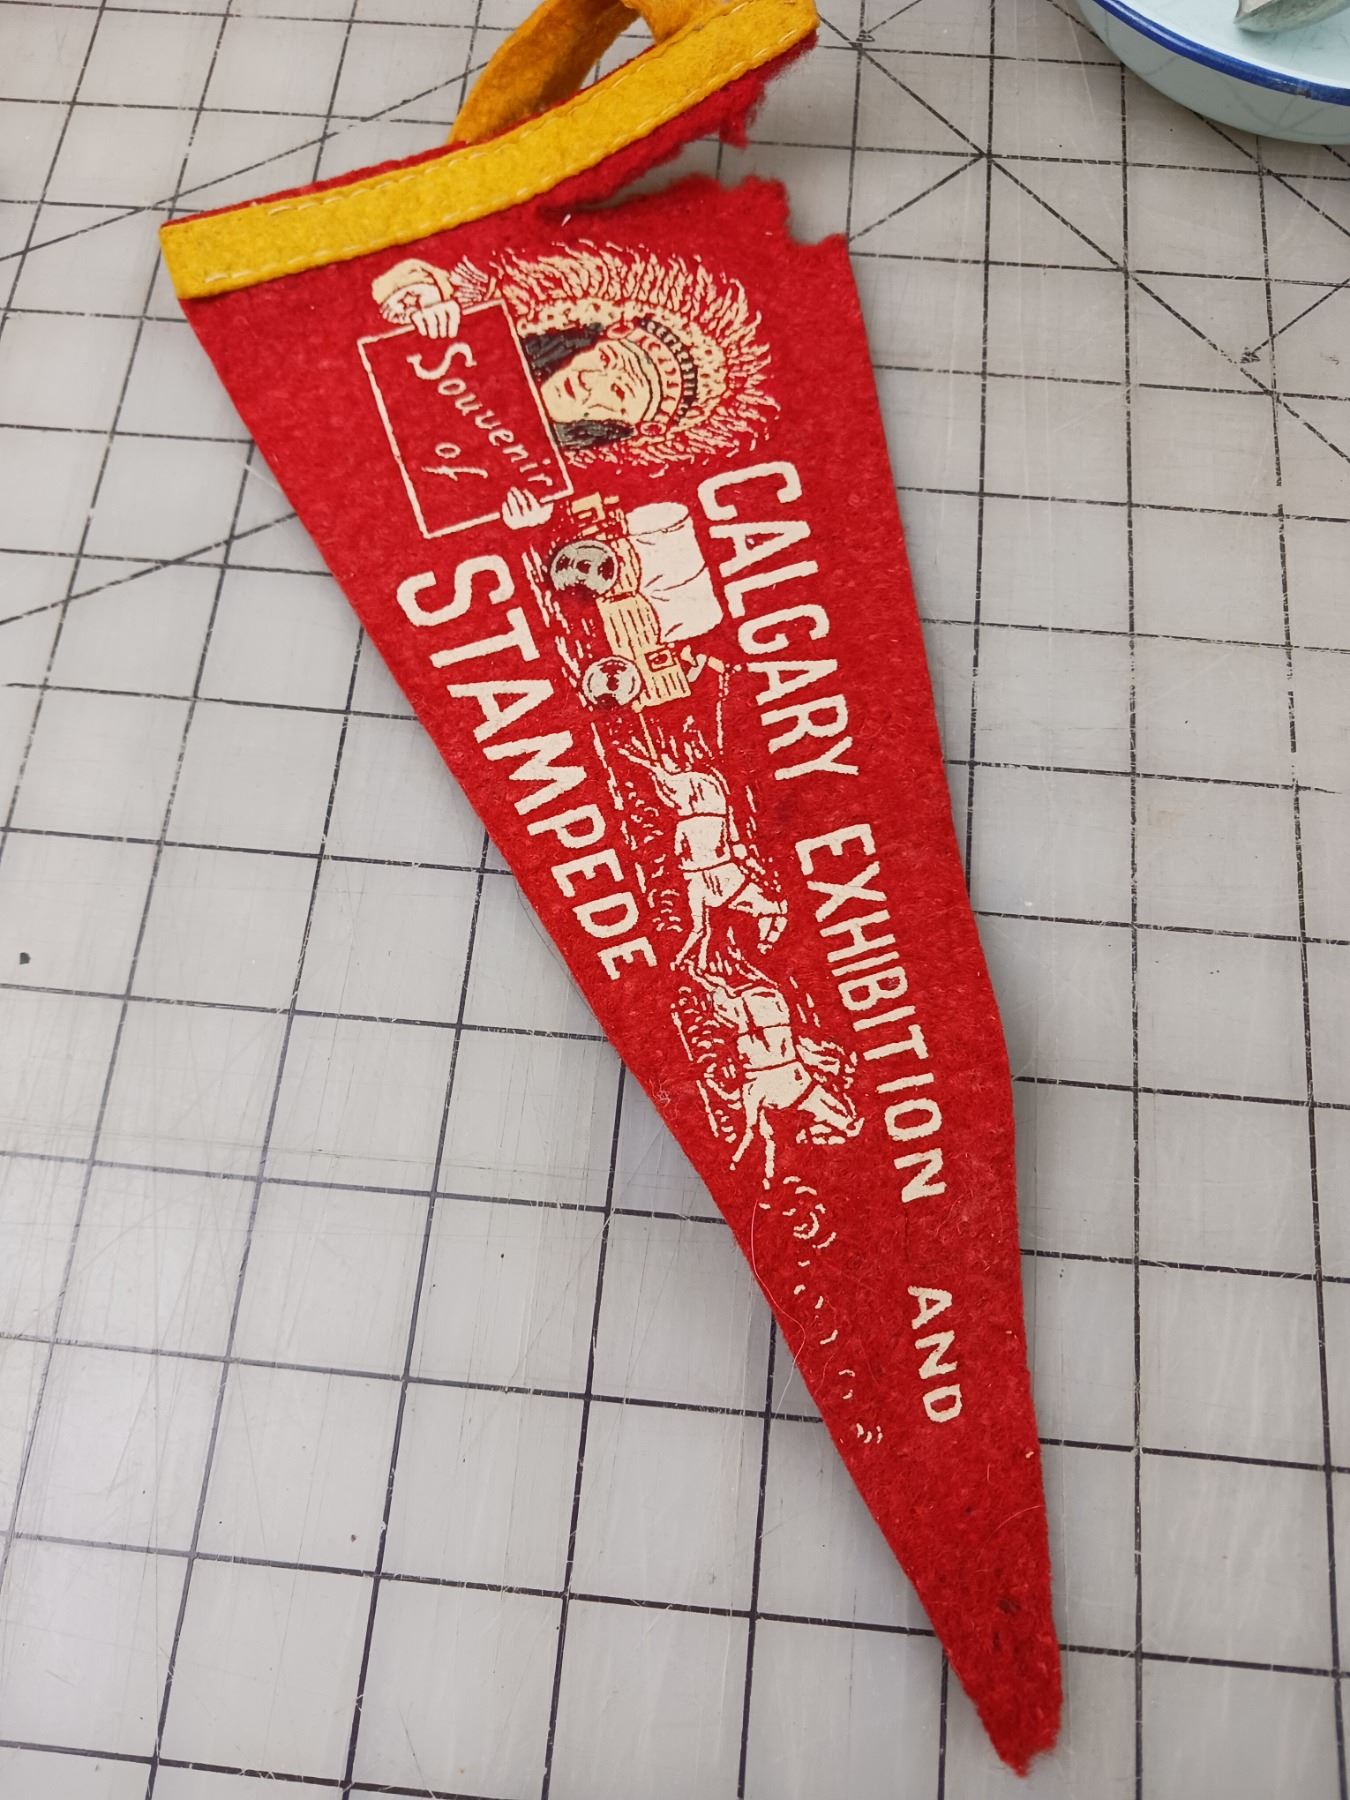 Souvenir
of
CALGARY EXHIBITION AND
STAMPEDE